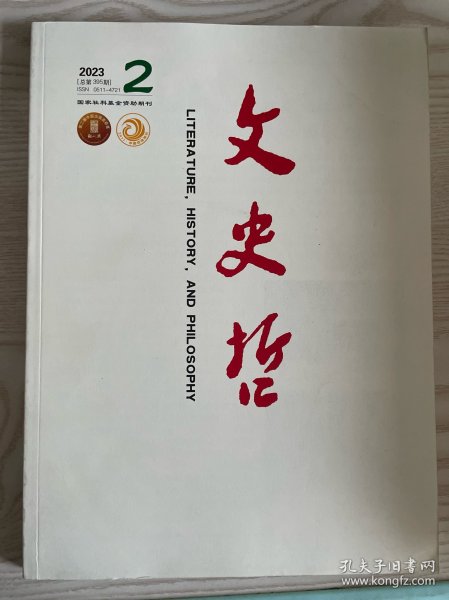 2023
2
[总第395期]
ISSN 0511-4721
国家社科基金资助期刊
文史哲
LITERATURE, HISTORY, AND PHILOSOPHY
孔夫子旧书网
www.kongfz.com